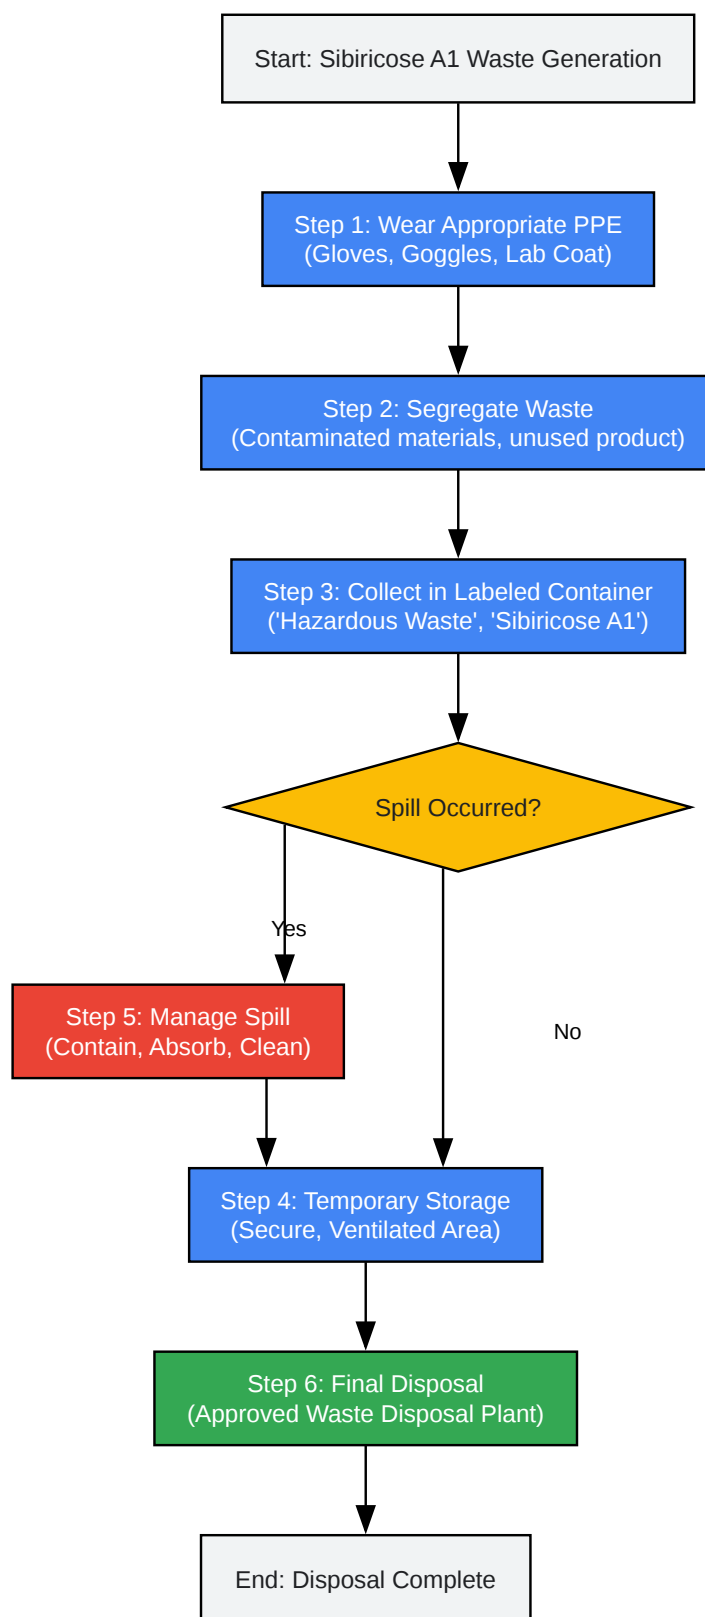 Start: Sibiricose A1 Waste Generation
Step 1: Wear Appropriate PPE
(Gloves, Goggles, Lab Coat)
Step 2: Segregate Waste
(Contaminated materials, unused product)
Step 3: Collect in Labeled Container
('Hazardous Waste', 'Sibiricose A1')
Spill Occurred?
Yes
Step 5: Manage Spill
(Contain, Absorb, Clean)
No
Step 4: Temporary Storage
(Secure, Ventilated Area)
Step 6: Final Disposal
(Approved Waste Disposal Plant)
End: Disposal Complete